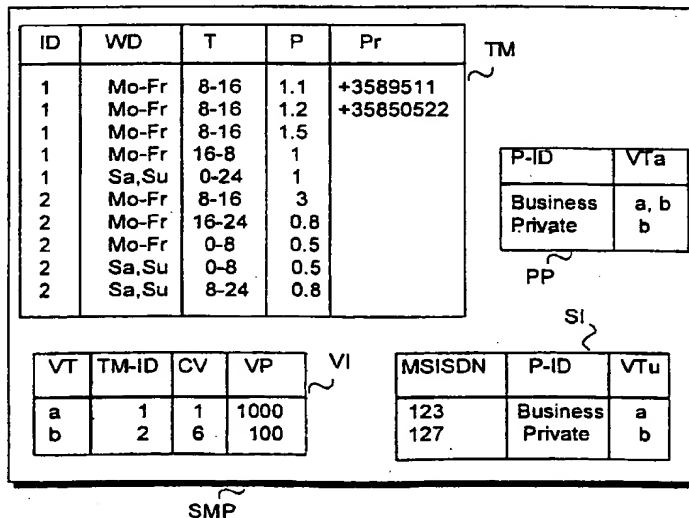 ID WD T P Pr
TM
1 Mo-Fr 8-16 1.1 +3589511
1 Mo-Fr 8-16 1.2 +35850522
1 Mo-Fr 8-16 1.5
1 Mo-Fr 16-8 1
1 Sa,Su 0-24 1
2 Mo-Fr 8-16 3
2 Mo-Fr 16-24 0.8
2 Mo-Fr 0-8 0.5
2 Sa,Su 0-8 0.5
2 Sa,Su 8-24 0.8
P-ID VTa
Business a, b
Private b
PP
VT TM-ID CV VP
VI
a 1 1 1000
b 2 6 100
SI
MSISDN P-ID VTu
123 Business a
127 Private b
SMP